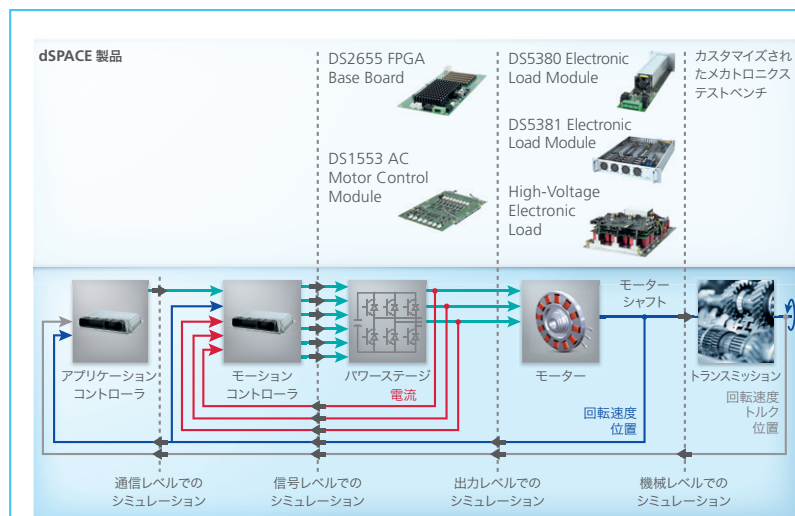 dSPACE 製品
DS2655 FPGA
Base Board
DS1553 AC
Motor Control
Module
DS5380 Electronic
Load Module
DS5381 Electronic
Load Module
High-Voltage
Electronic
Load
カスタマイズされ
たメカトロニクス
テストベンチ
アプリケーション
コントローラ
モーション
コントローラ
パワーステージ
電流
モーター
モーター
シャフト
トランスミッション
回転速度
位置
回転速度
トルク
位置
通信レベルでの
シミュレーション
信号レベルでの
シミュレーション
出力レベルでの
シミュレーション
機械レベルでの
シミュレーション